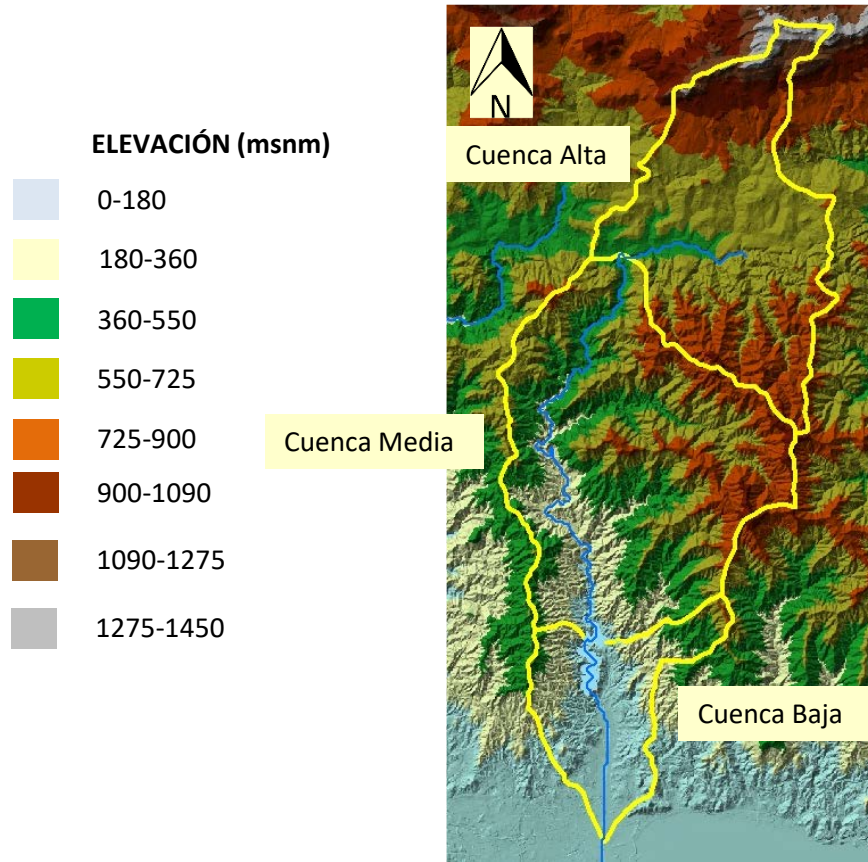 N
ELEVACIÓN (msnm)
0-180
180-360
360-550
550-725
725-900
900-1090
1090-1275
1275-1450
Cuenca Alta
Cuenca Media
Cuenca Baja